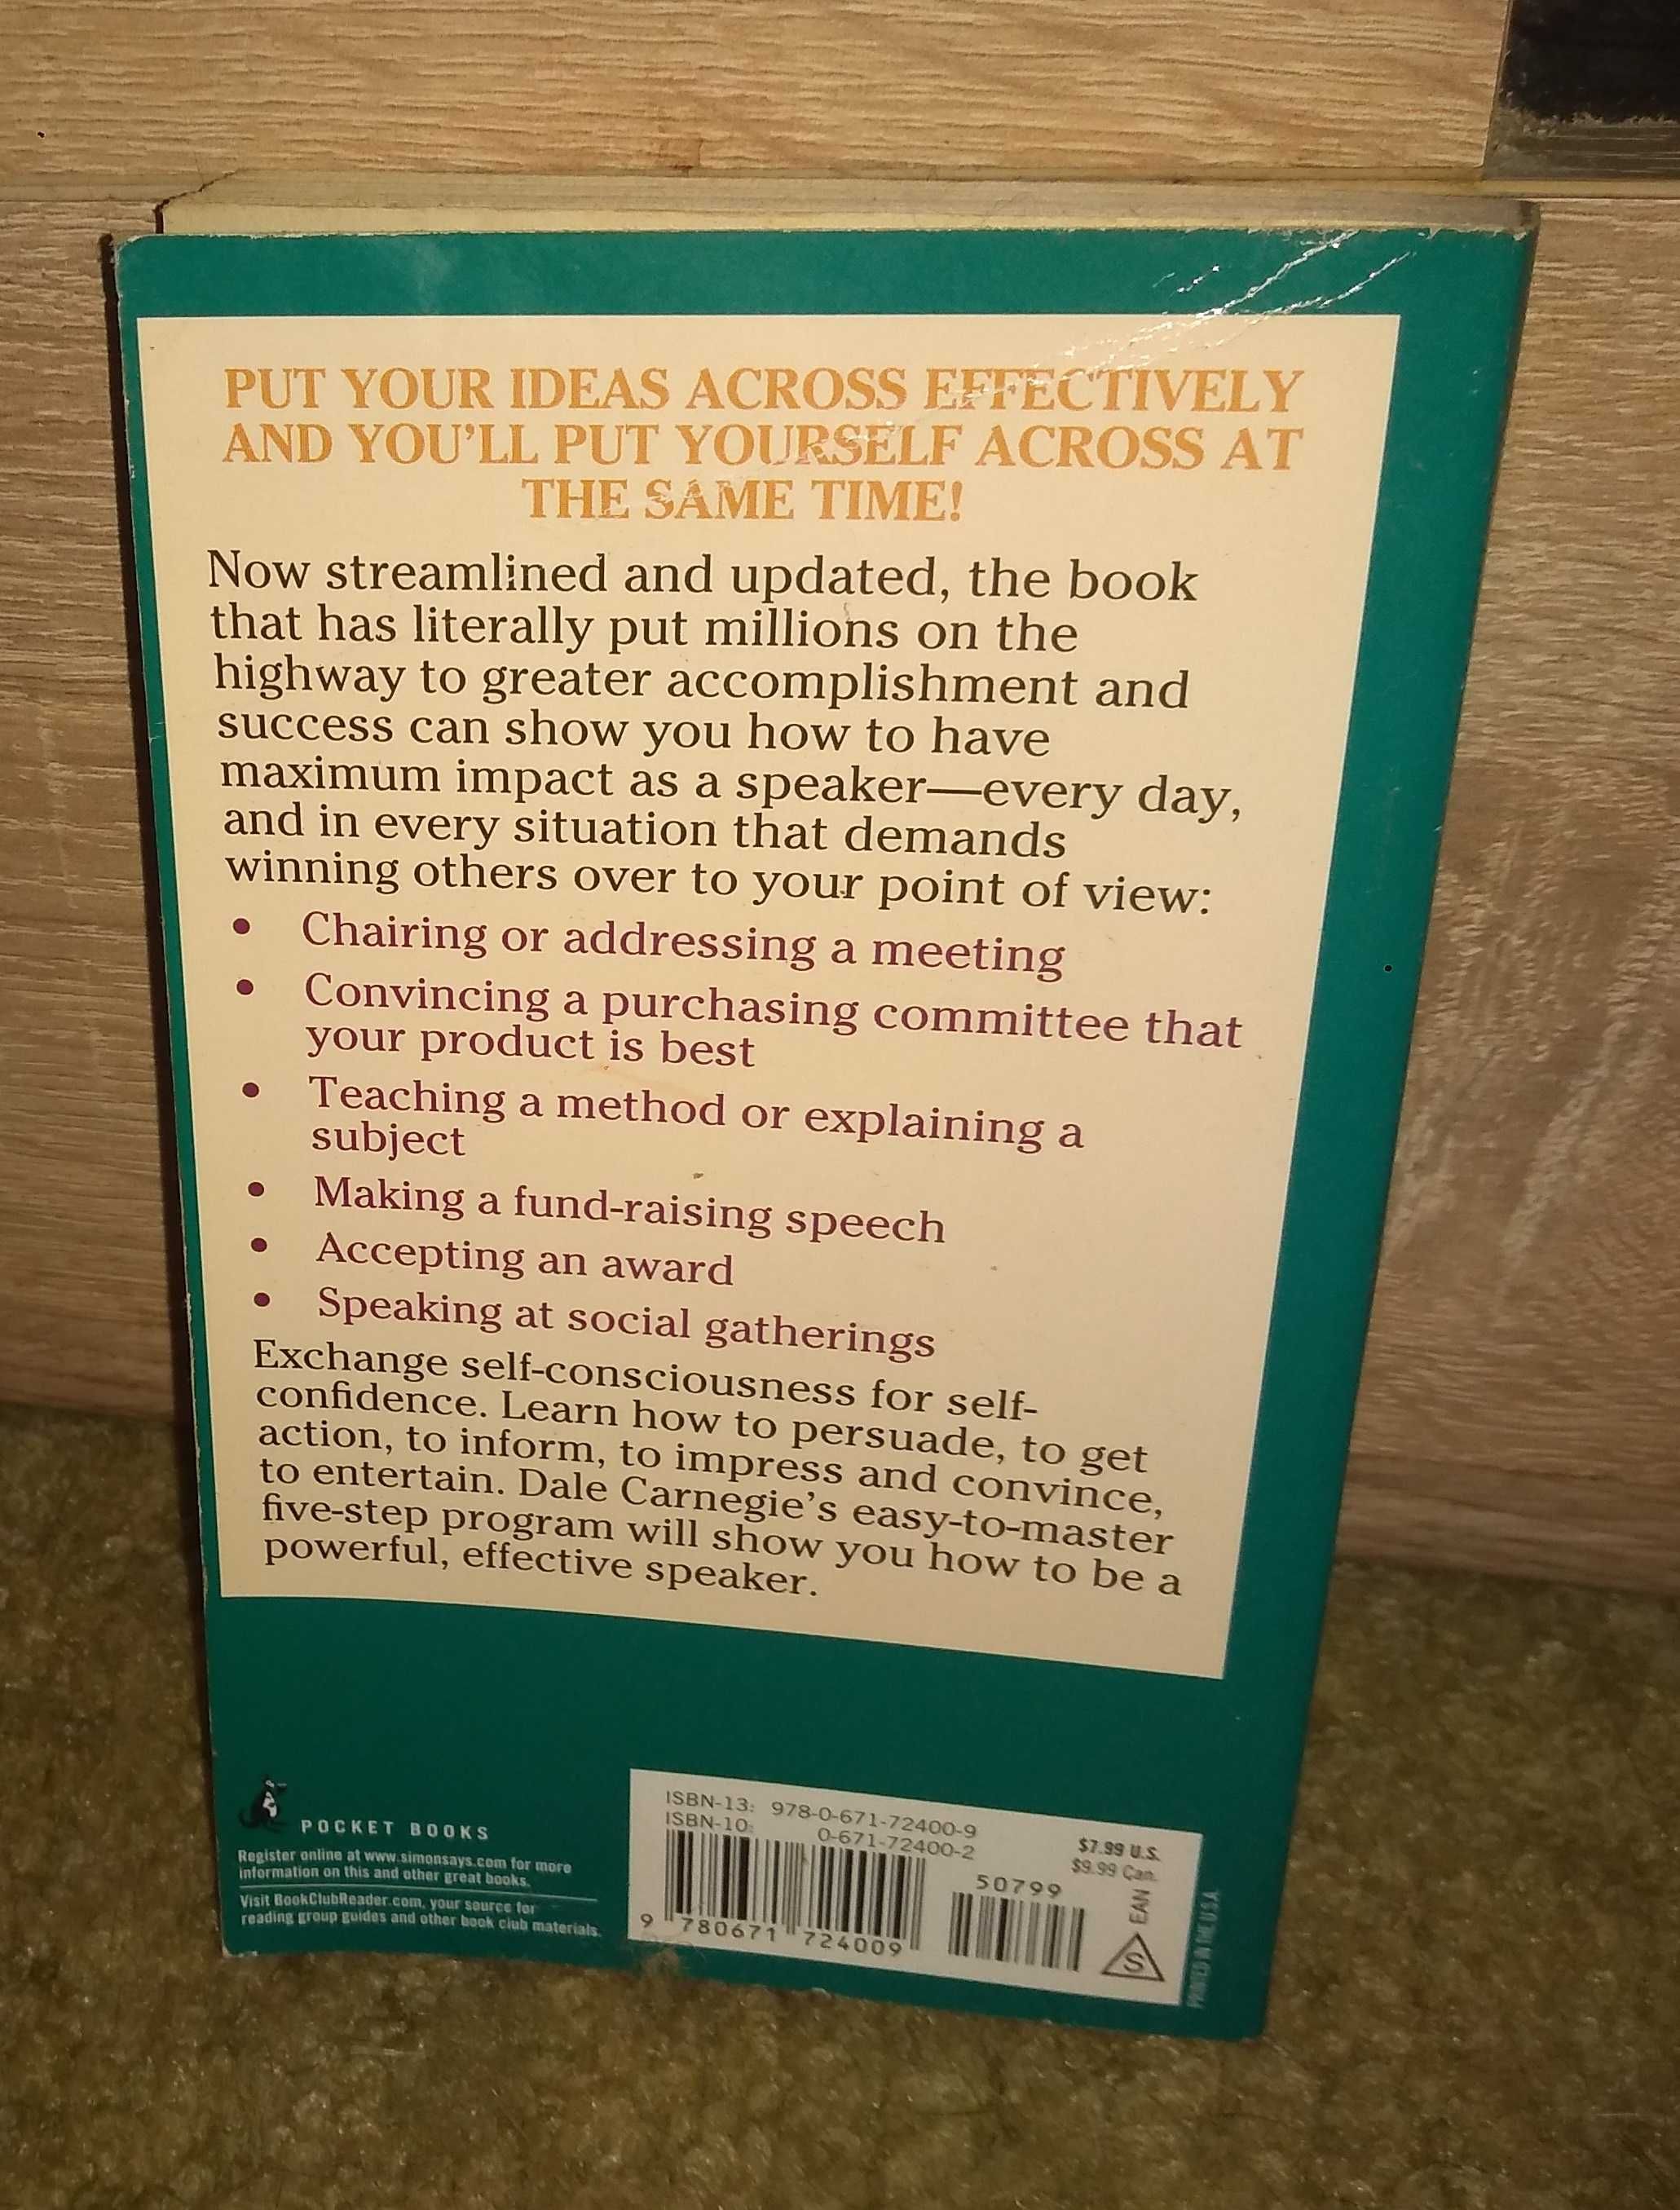 PUT YOUR IDEAS ACROSS EFFECTIVELY
AND YOU'LL PUT YOURSELF ACROSS AT
THE SAME TIME!
Now streamlined and updated, the book
that has literally put millions on the
highway to greater accomplishment and
success can show you how to have
maximum impact as a speaker—every day,
and in every situation that demands
winning others over to your point of view:
• Chairing or addressing a meeting
• Convincing a purchasing committee that
your product is best
• Teaching a method or explaining a
subject
• Making a fund-raising speech
• Accepting an award
• Speaking at social gatherings
Exchange self-consciousness for self-
confidence. Learn how to persuade, to get
action, to inform, to impress and convince,
to entertain. Dale Carnegie's easy-to-master
five-step program will show you how to be a
powerful, effective speaker.
POCKET BOOKS
Register online at www.simonsays.com for more
information on this and other great books.
Visit BookClubReader.com, your source for
reading group guides and other book club materials.
ISBN-13: 978-0-671-72400-9
ISBN-10: 0-671-72400-2
$7.99 U.S.
$9.99 Can.
50799
9 780671 724009
EAN
S
PRINTED IN THE U.S.A.